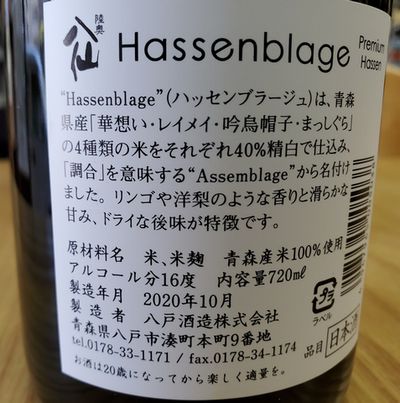 陸奥
八仙 Hassenblage Premium
Hassen
“Hassenblage”(ハッセンブラージュ)は、青森
県産「華想い・レイメイ・吟烏帽子・まっしぐら」
の4種類の米をそれぞれ40%精白で仕込み、
「調合」を意味する“Assemblage”から名付け
ました。リンゴや洋梨のような香りと滑らかな
甘み、ドライな後味が特徴です。
原材料名 米、米麹 青森産米100%使用
アルコール分16度 内容量720mℓ
製造年月 2020年10月
製造者 八戸酒造株式会社
青森県八戸市湊町本町9番地
tel.0178-33-1171 / fax.0178-34-1174
お酒は20歳になってから楽しく適量を。
プラ
ラベル
品目 日本酒